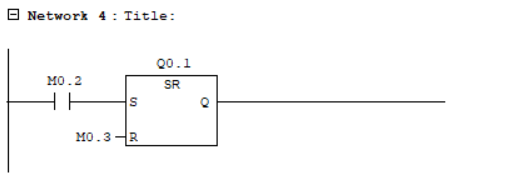 Network 4 : Title:
Q0.1
M0.2
SR
S Q
M0.3 R